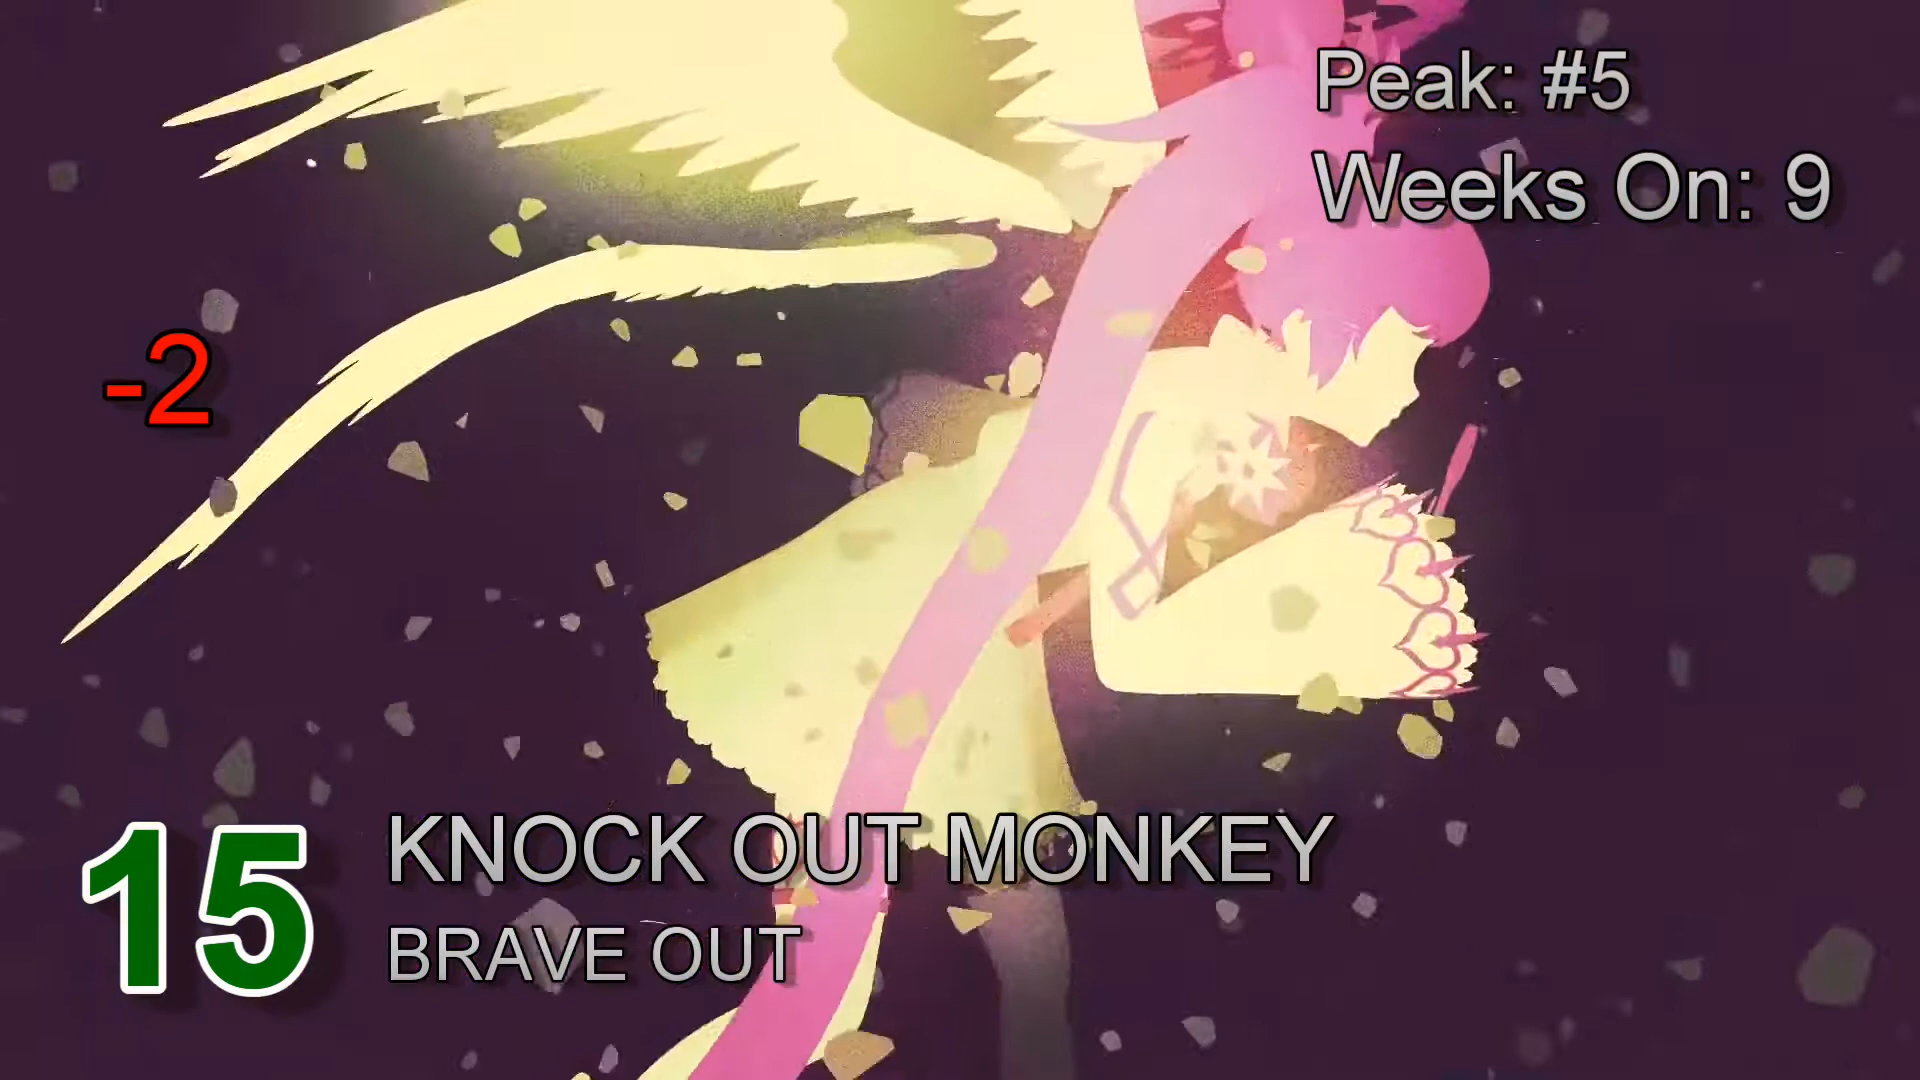 Peak: #5
Weeks On: 9
-2
15
KNOCK OUT MONKEY
BRAVE OUT